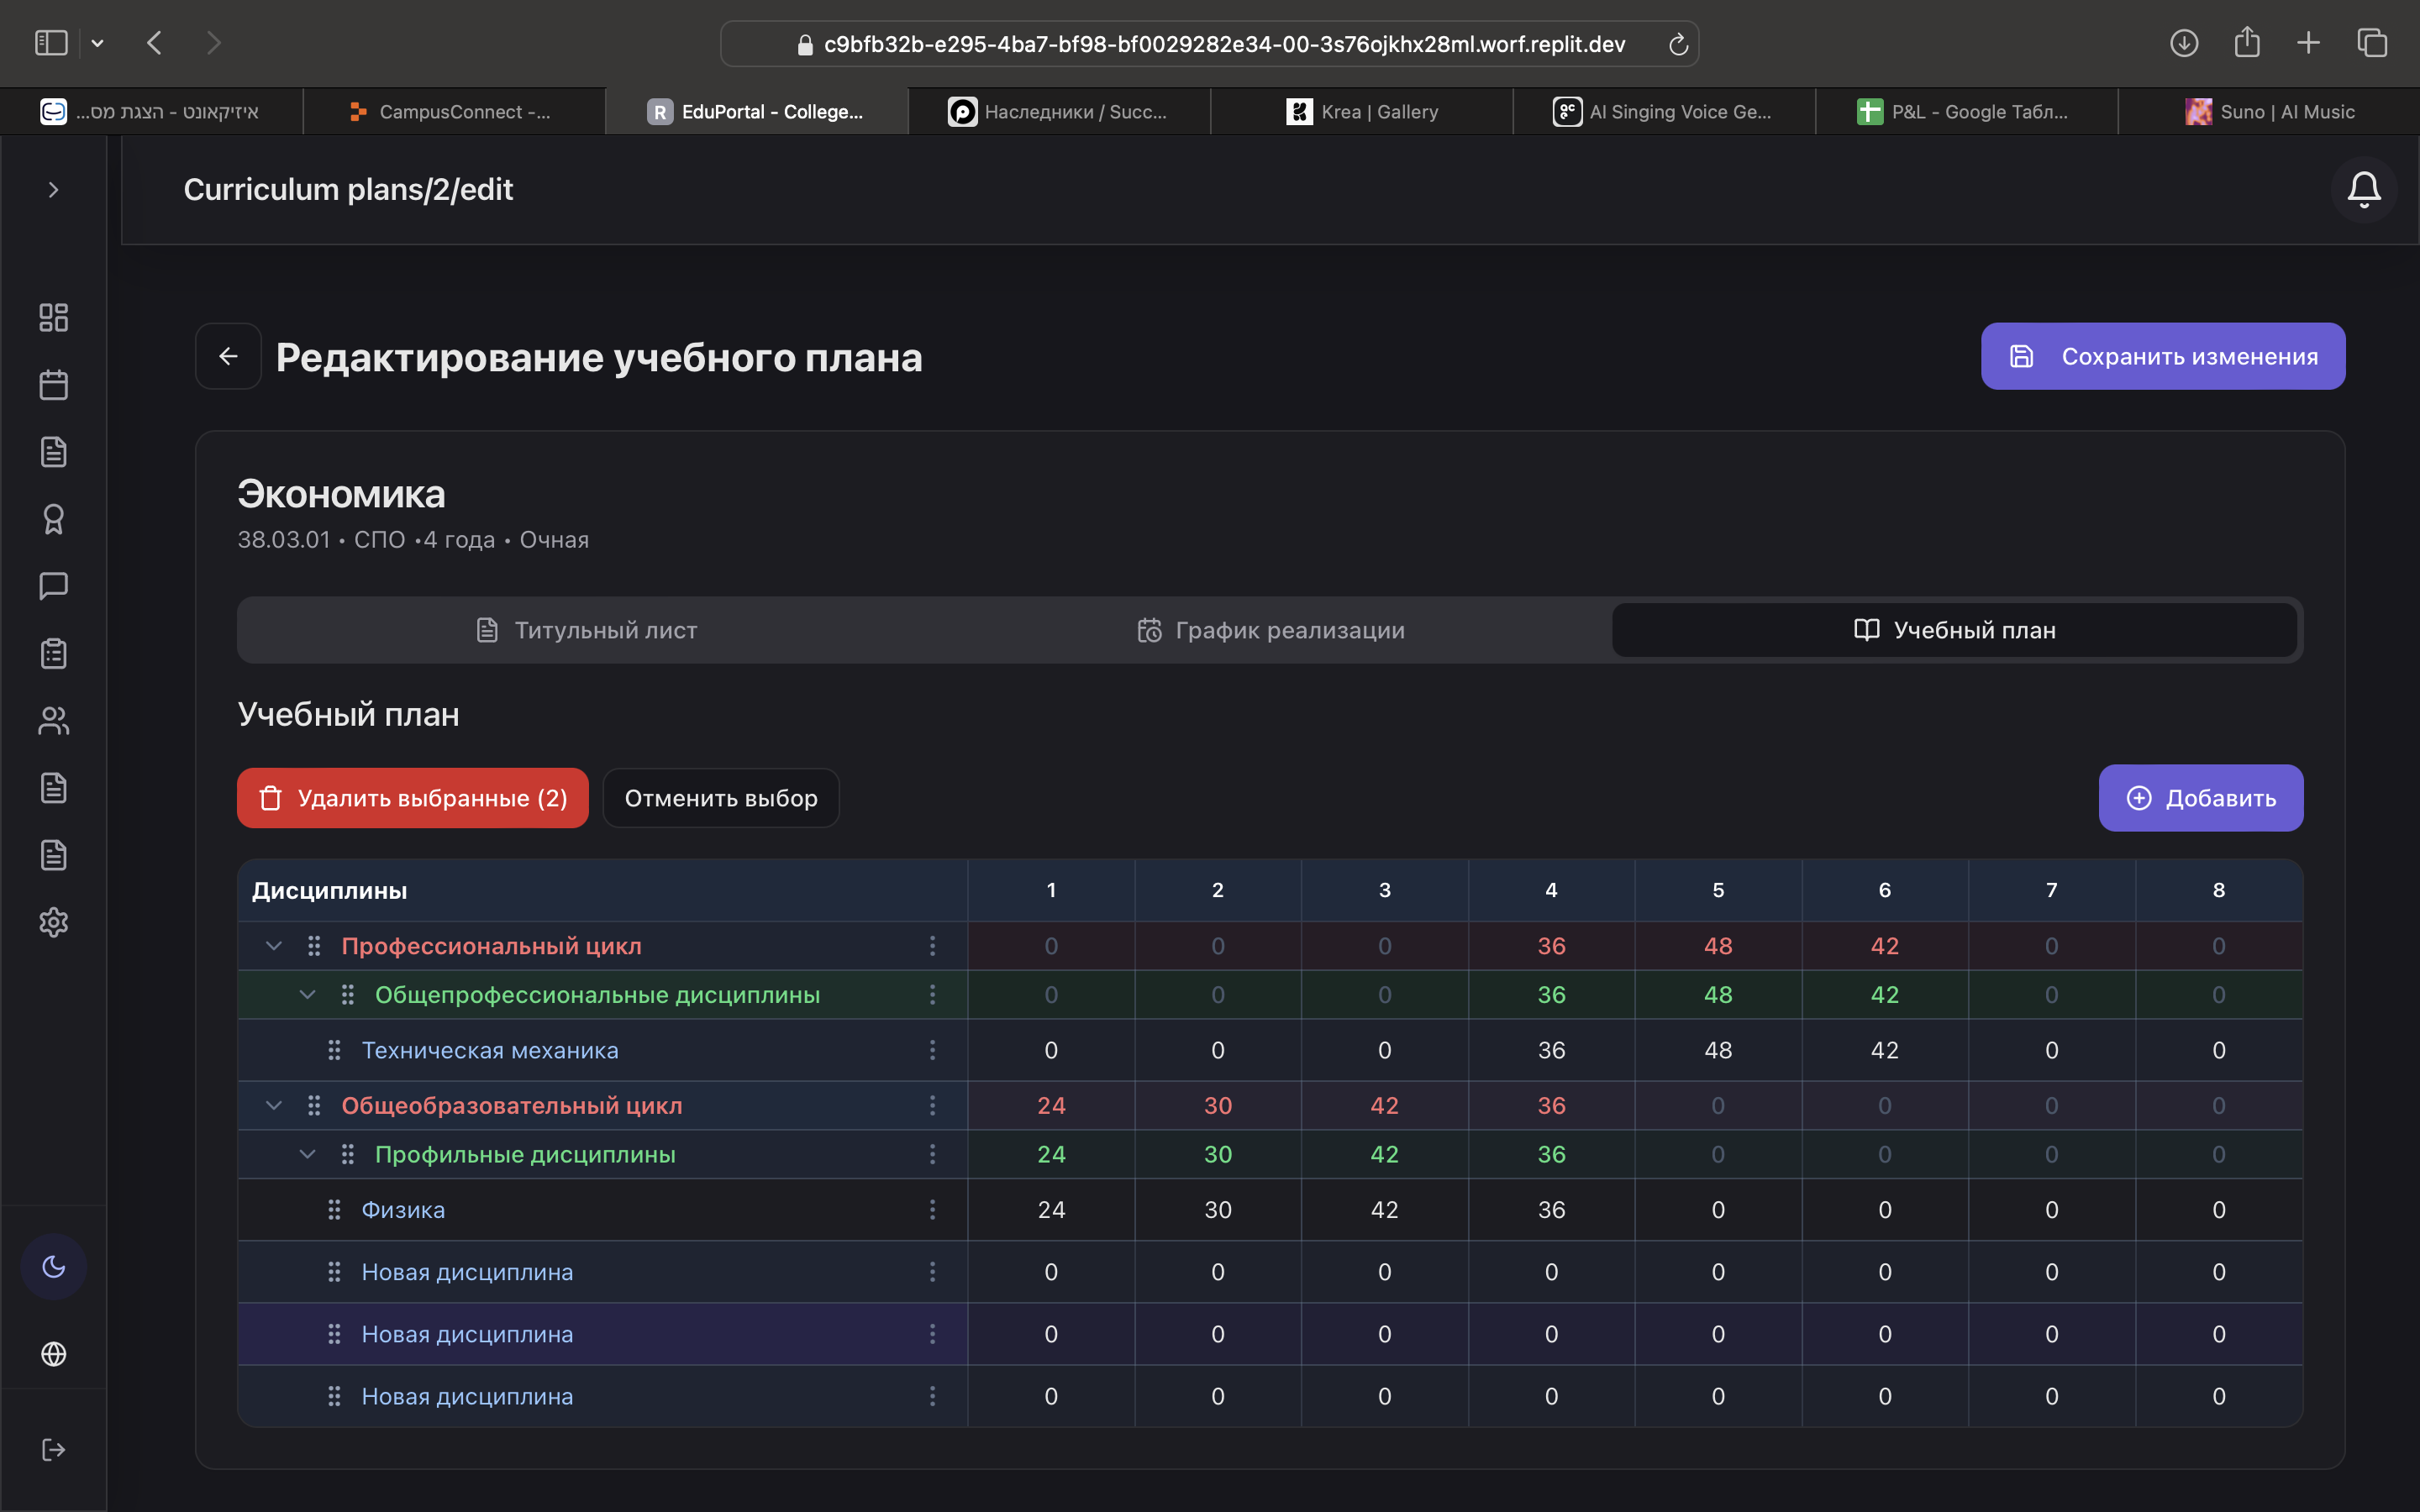 c9bfb32b-e295-4ba7-bf98-bf0029282e34-00-3s76ojkhx28ml.worf.replit.dev
איזיקאונט - הצגת מס...
CampusConnect -...
R EduPortal - College...
Наследники / Succ...
Krea | Gallery
AI Singing Voice Ge...
P&L - Google Табл...
Suno | AI Music
Curriculum plans/2/edit
Редактирование учебного плана
Сохранить изменения
Экономика
38.03.01 • СПО •4 года • Очная
Титульный лист
График реализации
Учебный план
Учебный план
Удалить выбранные (2)
Отменить выбор
Добавить
Дисциплины 1 2 3 4 5 6 7 8
Профессиональный цикл 0 0 0 36 48 42 0 0
Общепрофессиональные дисциплины 0 0 0 36 48 42 0 0
Техническая механика 0 0 0 36 48 42 0 0
Общеобразовательный цикл 24 30 42 36 0 0 0 0
Профильные дисциплины 24 30 42 36 0 0 0 0
Физика 24 30 42 36 0 0 0 0
Новая дисциплина 0 0 0 0 0 0 0 0
Новая дисциплина 0 0 0 0 0 0 0 0
Новая дисциплина 0 0 0 0 0 0 0 0